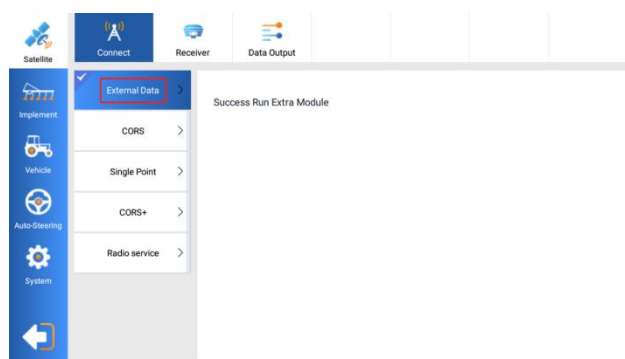 Satellite
Connect
Receiver
Data Output
Implement
Vehicle
Auto-Steering
System
External Data
CORS
Single Point
CORS+
Radio service
Success Run Extra Module